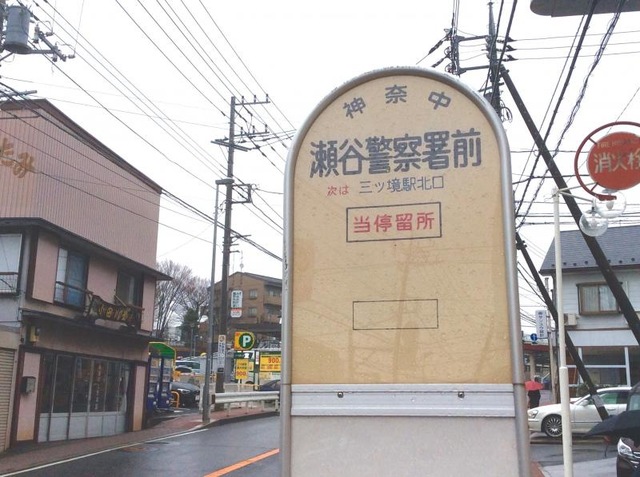 神奈中
瀬谷警察署前
次は 三ツ境駅北口
当停留所
消火栓
P